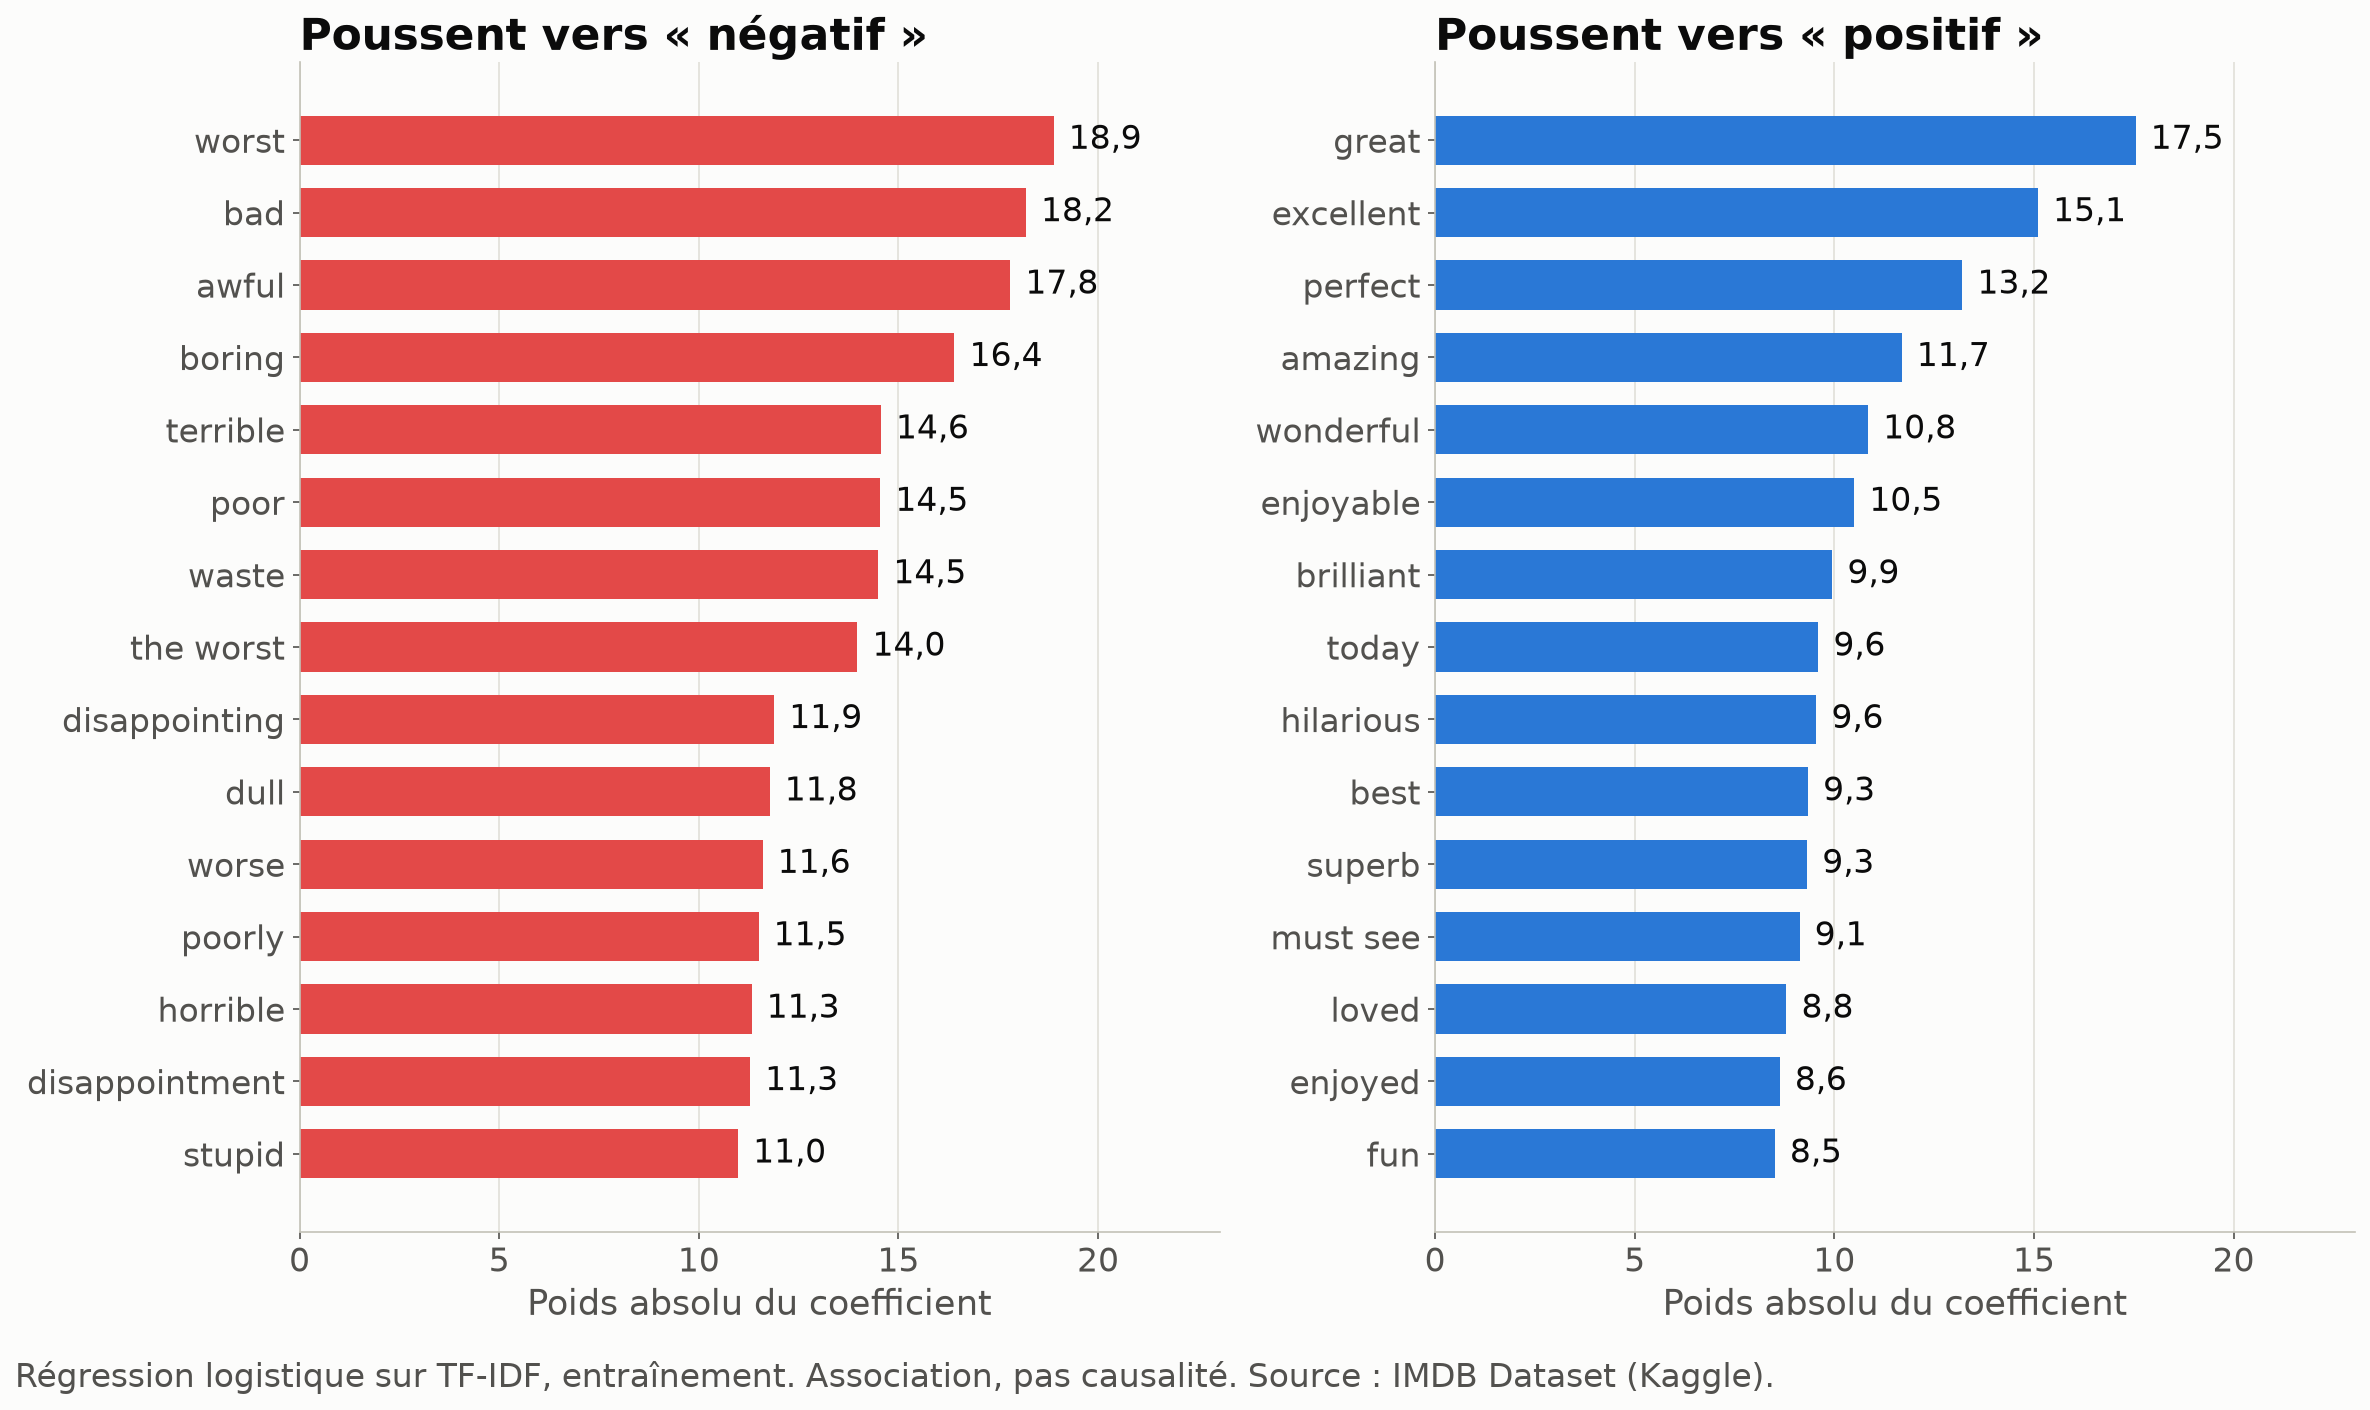 Poussent vers « négatif »
worst 18,9
bad 18,2
awful 17,8
boring 16,4
terrible 14,6
poor 14,5
waste 14,5
the worst 14,0
disappointing 11,9
dull 11,8
worse 11,6
poorly 11,5
horrible 11,3
disappointment 11,3
stupid 11,0
0 5 10 15 20
Poids absolu du coefficient
Poussent vers « positif »
great 17,5
excellent 15,1
perfect 13,2
amazing 11,7
wonderful 10,8
enjoyable 10,5
brilliant 9,9
today 9,6
hilarious 9,6
best 9,3
superb 9,3
must see 9,1
loved 8,8
enjoyed 8,6
fun 8,5
0 5 10 15 20
Poids absolu du coefficient
Régression logistique sur TF-IDF, entraînement. Association, pas causalité. Source : IMDB Dataset (Kaggle).